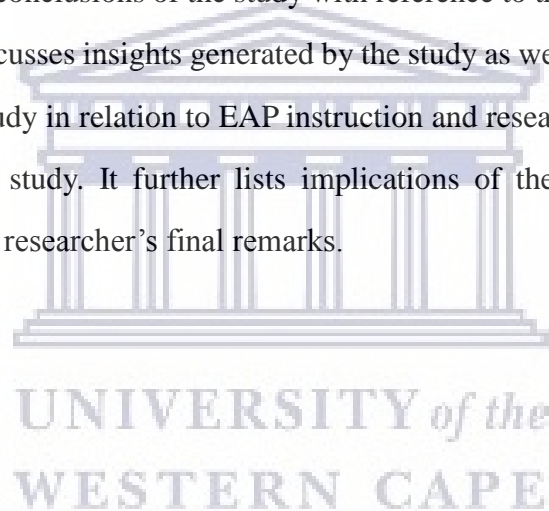 conclusions of the study with reference to
cusses insights generated by the study as we
udy in relation to EAP instruction and resea
study. It further lists implications of the
researcher's final remarks.
UNIVERSITY of the
WESTERN CAPE